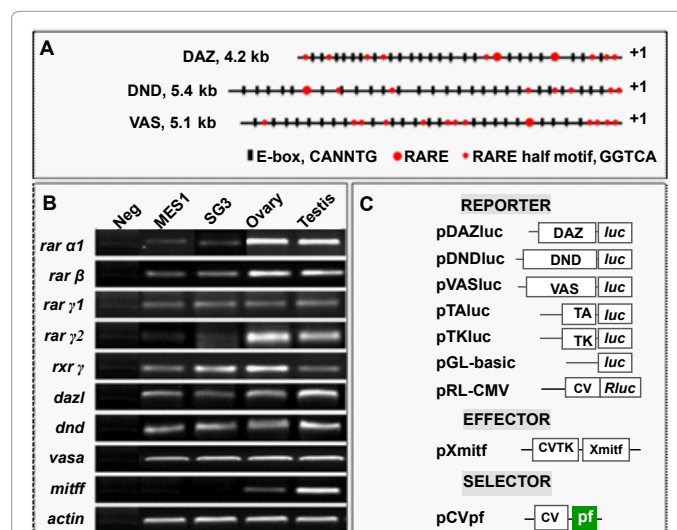 A
DAZ, 4.2 kb +1
DND, 5.4 kb +1
VAS, 5.1 kb +1
E-box, CANNTG RARE RARE half motif, GGTCA
B
Neg MES1 SG3 Ovary Testis
rar α1
rar β
rar γ1
rar γ2
rxr γ
dazl
dnd
vasa
mitff
actin
C
REPORTER
pDAZluc DAZ luc
pDNDluc DND luc
pVASluc VAS luc
pTAluc TA luc
pTKluc TK luc
pGL-basic luc
pRL-CMV CV Rluc
EFFECTOR
pXmitf CVTK Xmitf
SELECTOR
pCVpf CV pf